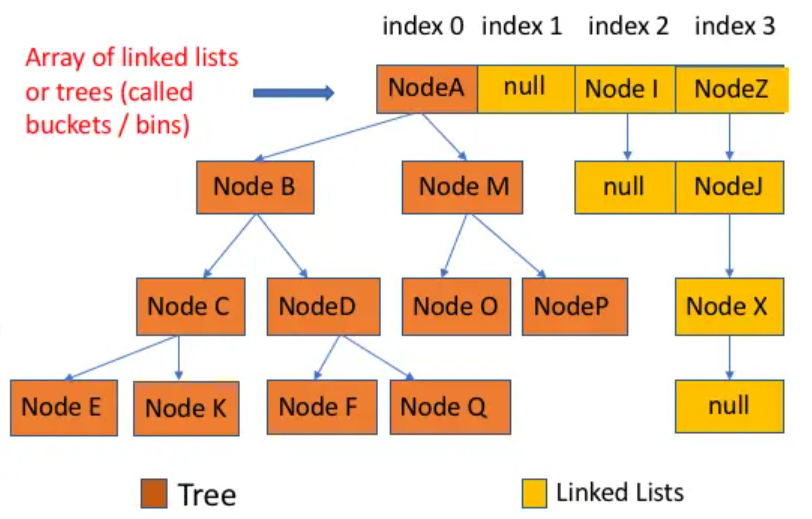 index 0 index 1 index 2 index 3
Array of linked lists
or trees (called
buckets / bins)
NodeA null Node I NodeZ
Node B Node M null NodeJ
Node C NodeD Node O NodeP Node X
Node E Node K Node F Node Q null
Tree Linked Lists